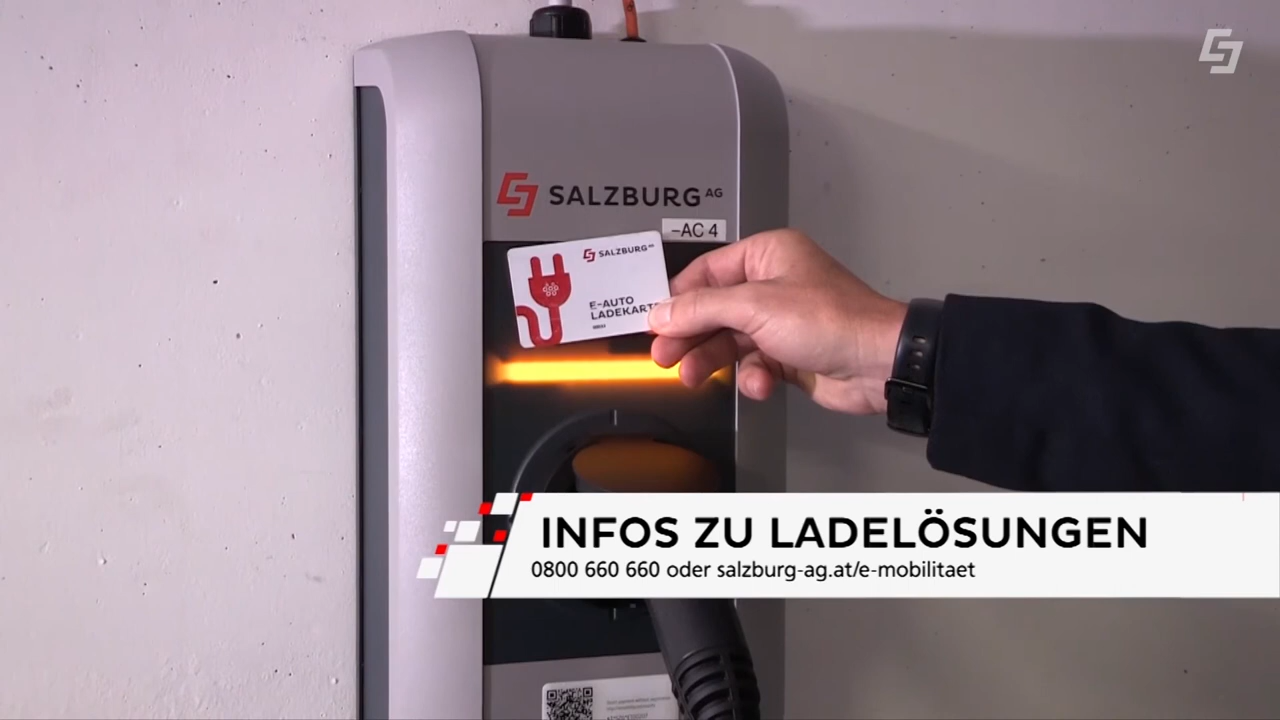 SALZBURG AG
–AC 4
SALZBURG AG
E-AUTO
LADEKARTE
INFOS ZU LADELÖSUNGEN
0800 660 660 oder salzburg-ag.at/e-mobilitaet